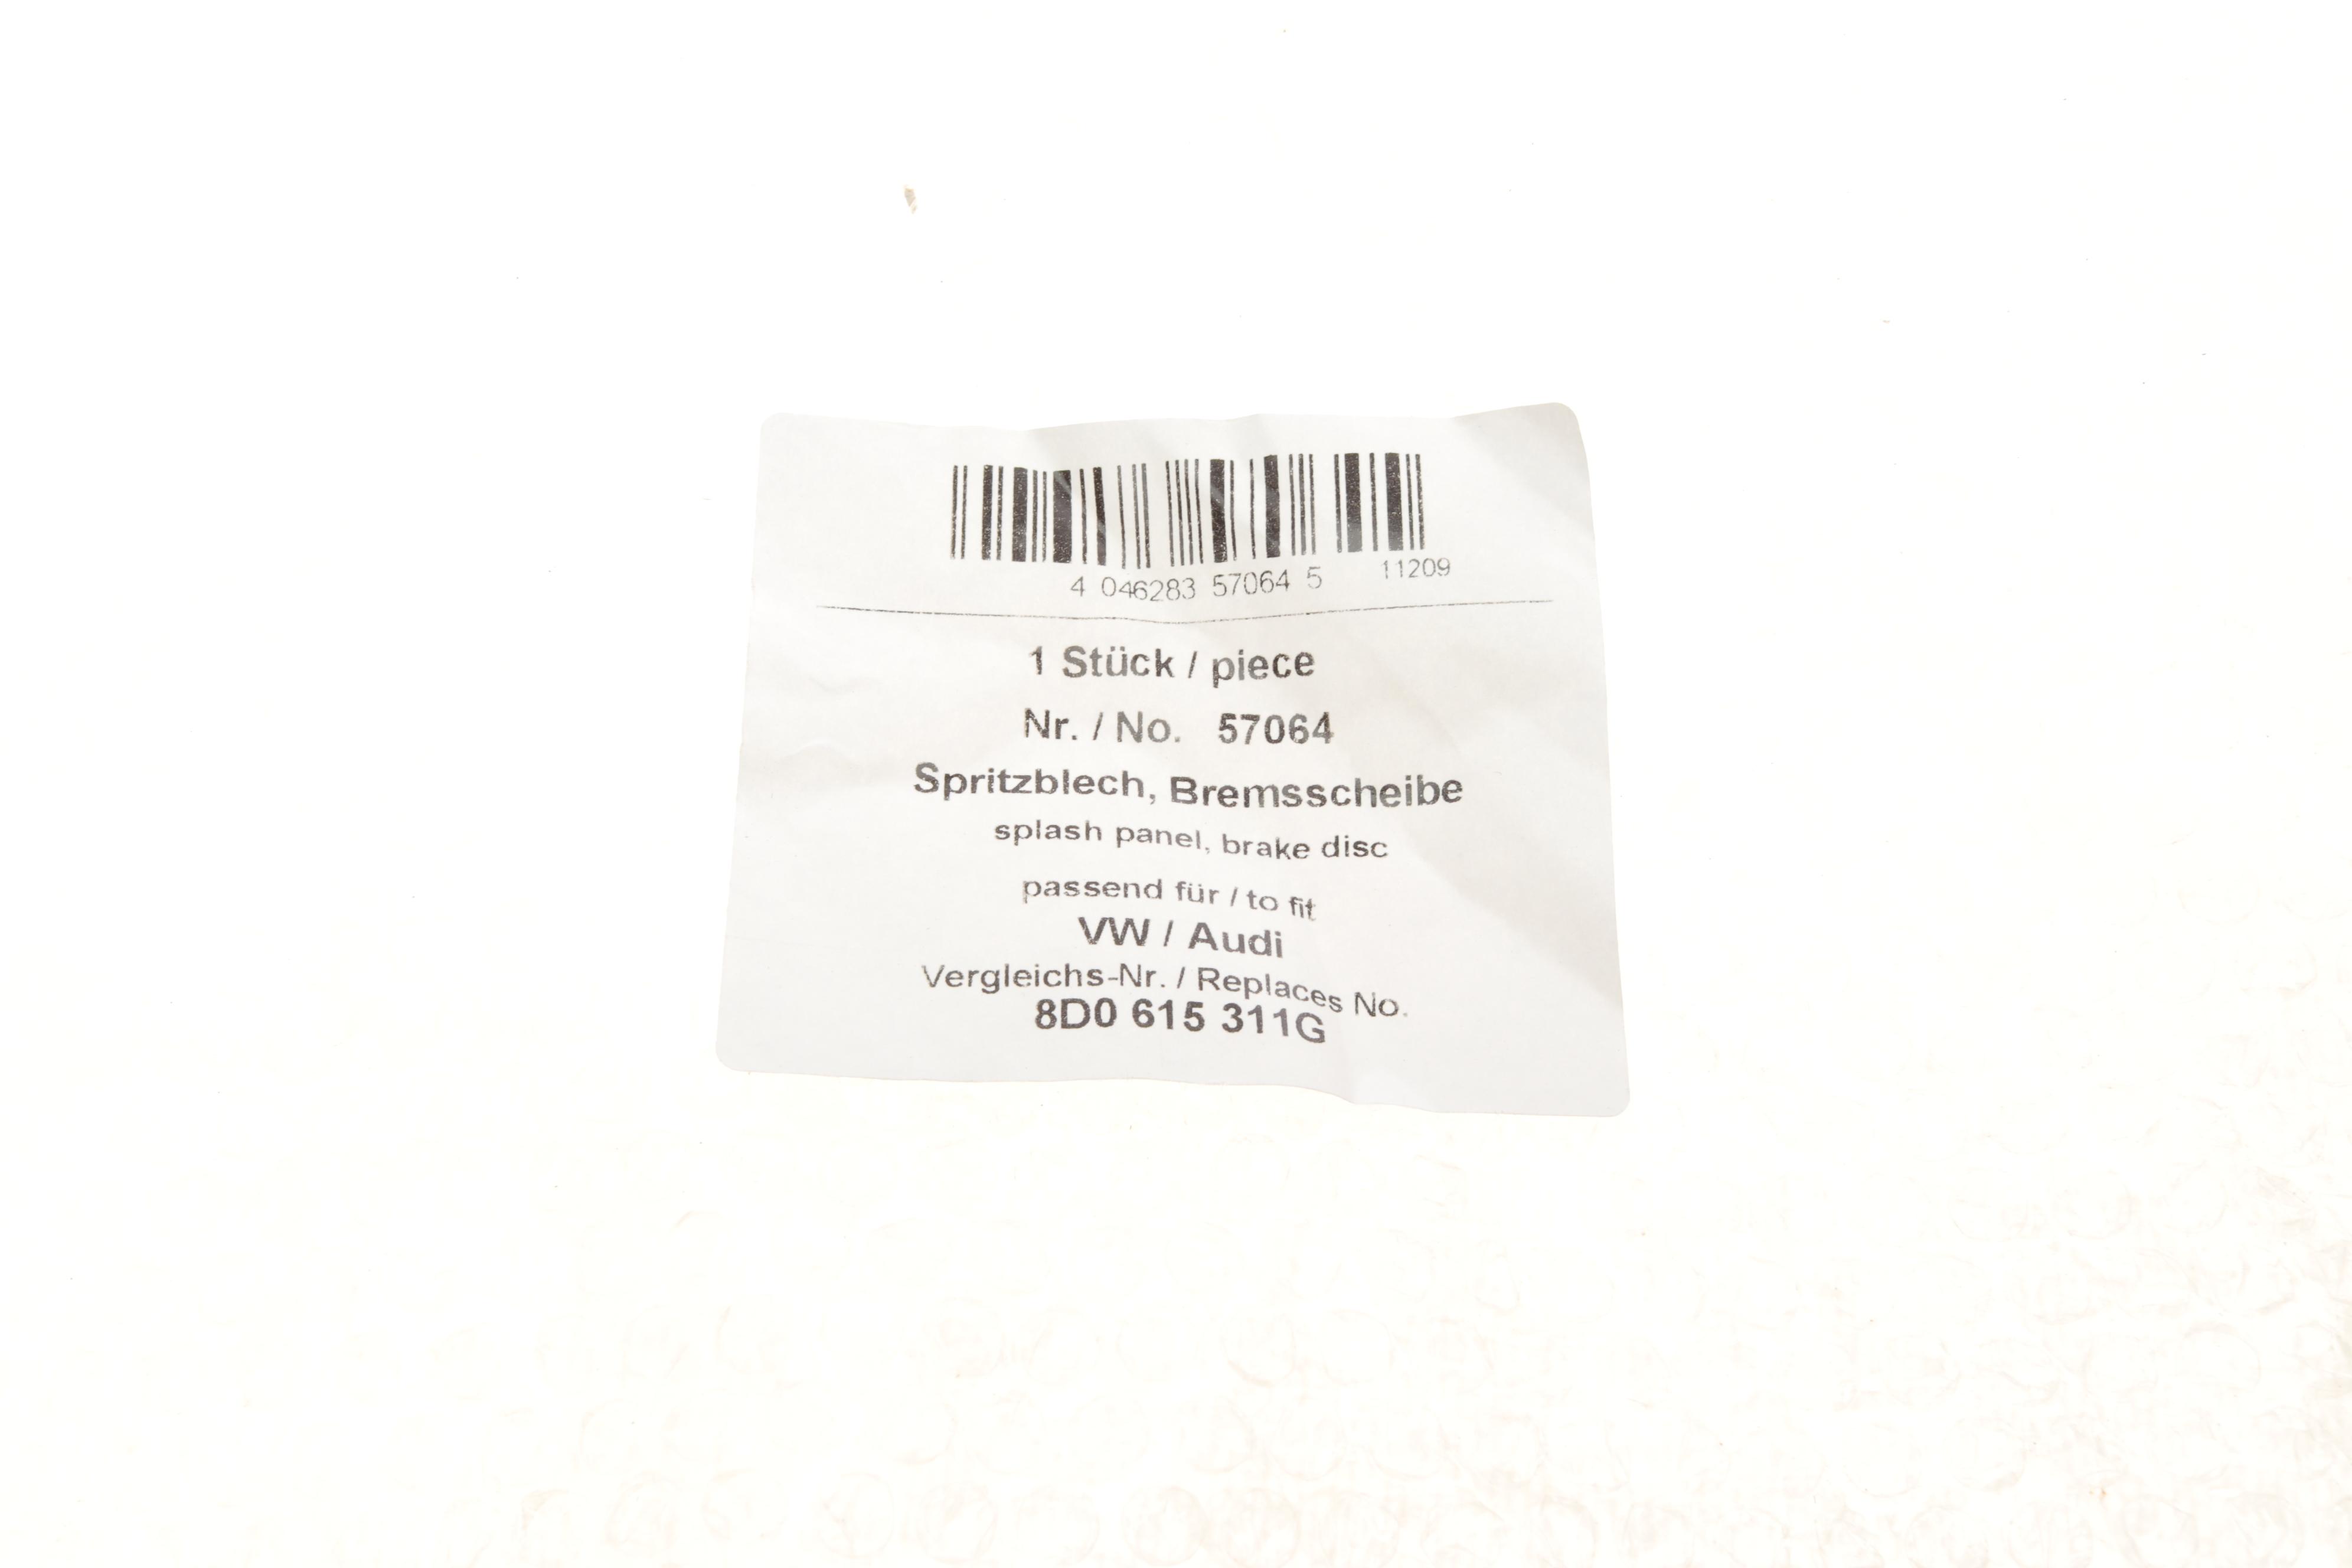 4 046283 57064 5 11209
1 Stück / piece
Nr. / No. 57064
Spritzblech, Bremsscheibe
splash panel, brake disc
passend für / to fit
VW / Audi
Vergleichs-Nr. / Replaces No.
8D0 615 311G